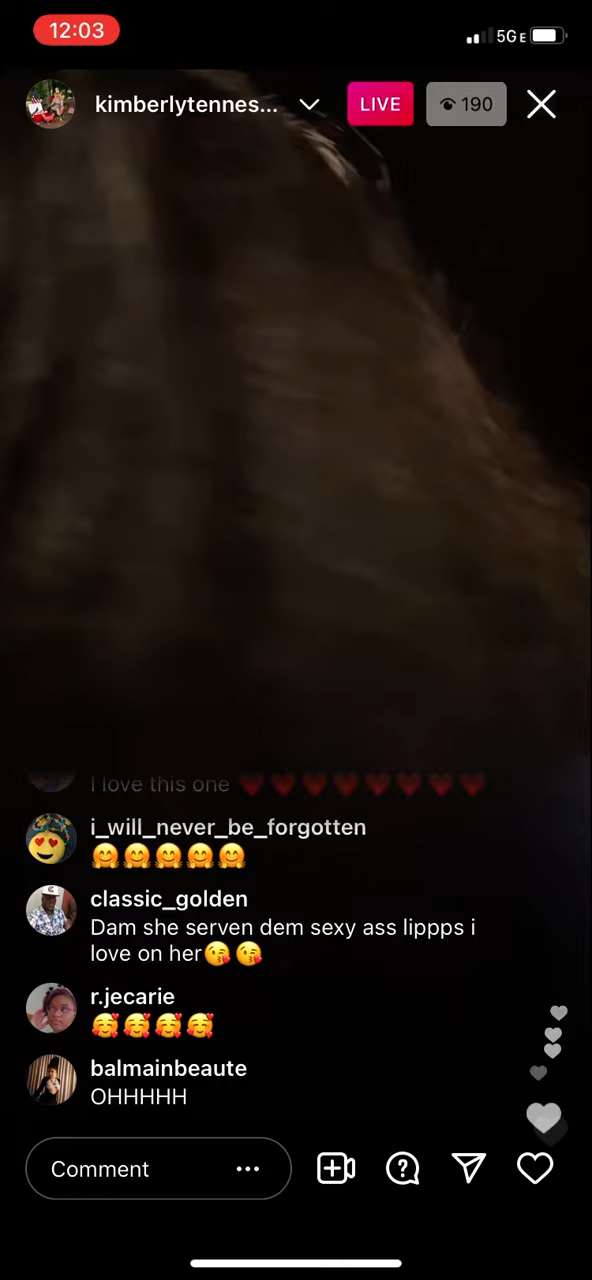 12:03
5GE
kimberlytennes...
LIVE
190
I love this one ❤️❤️❤️❤️❤️❤️❤️❤️
i_will_never_be_forgotten
🤗🤗🤗🤗🤗
classic_golden
Dam she serven dem sexy ass lippps i
love on her😘😘
r.jecarie
🥰🥰🥰🥰
balmainbeaute
OHHHHH
Comment